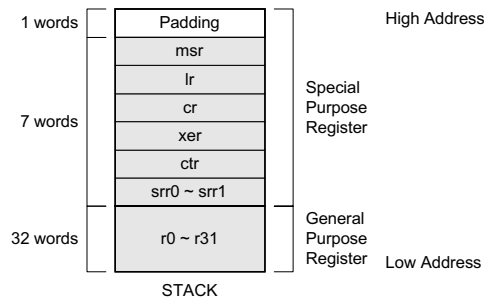 1 words
Padding
High Address
msr
lr
cr
xer
ctr
srr0 ~ srr1
7 words
Special
Purpose
Register
32 words
r0 ~ r31
General
Purpose
Register
Low Address
STACK